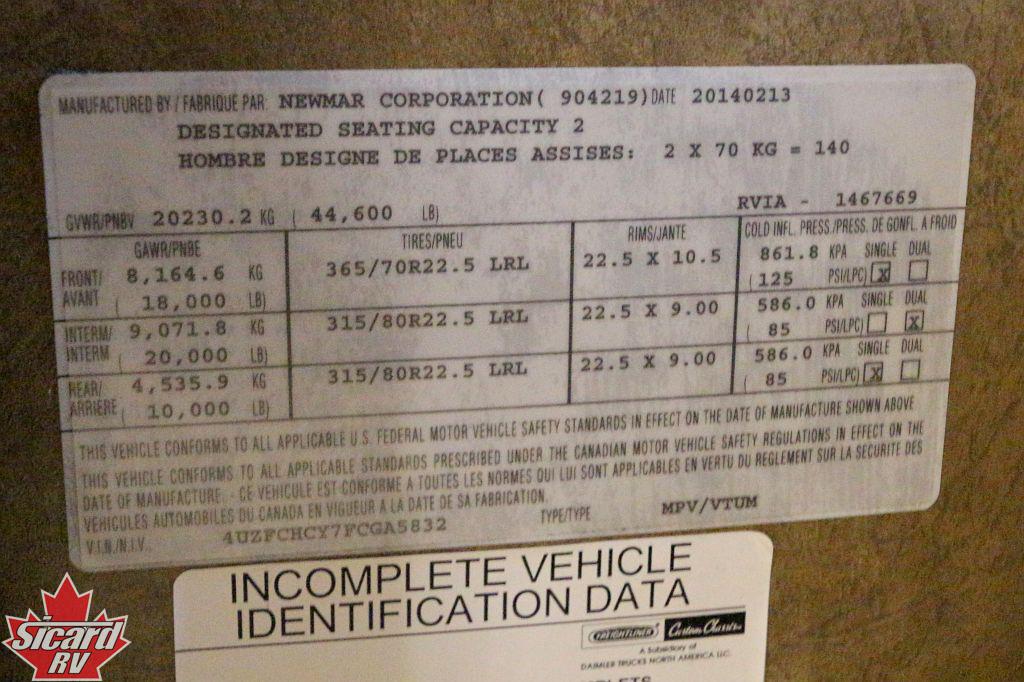 MANUFACTURED BY / FABRIQUE PAR: NEWMAR CORPORATION( 904219) DATE 20140213
DESIGNATED SEATING CAPACITY 2
HOMBRE DESIGNE DE PLACES ASSISES: 2 X 70 KG = 140
RVIA - 1467669
GVWR/PNBV 20230.2 KG ( 44,600 LB)
GAWR/PNBE TIRES/PNEU RIMS/JANTE COLD INFL. PRESS./PRESS. DE GONFL. A FROID
FRONT/ 8,164.6 KG 365/70R22.5 LRL 22.5 X 10.5 861.8 KPA SINGLE DUAL
AVANT ( 18,000 LB) (125 PSI/LPC) X
INTERM/ 9,071.8 KG 315/80R22.5 LRL 22.5 X 9.00 586.0 KPA SINGLE DUAL
INTERM ( 20,000 LB) ( 85 PSI/LPC) X
REAR/ 4,535.9 KG 315/80R22.5 LRL 22.5 X 9.00 586.0 KPA SINGLE DUAL
ARRIERE ( 10,000 LB) ( 85 PSI/LPC) X
THIS VEHICLE CONFORMS TO ALL APPLICABLE U.S. FEDERAL MOTOR VEHICLE SAFETY STANDARDS IN EFFECT ON THE DATE OF MANUFACTURE SHOWN ABOVE
THIS VEHICLE CONFORMS TO ALL APPLICABLE STANDARDS PRESCRIBED UNDER THE CANADIAN MOTOR VEHICLE SAFETY REGULATIONS IN EFFECT ON THE
DATE OF MANUFACTURE. - CE VEHICULE EST CONFORME A TOUTES LES NORMES QUI LUI SONT APPLICABLES EN VERTU DU REGLEMENT SUR LA SECURITE DES
VEHICULES AUTOMOBILES DU CANADA EN VIGUEUR A LA DATE DE SA FABRICATION.
V.I.N./N.I.V. 4UZFCHCY7FCGA5832 TYPE/TYPE MPV/VTUM
INCOMPLETE VEHICLE
IDENTIFICATION DATA
FREIGHTLINER Custom Chassis
A Subsidiary of
DAIMLER TRUCKS NORTH AMERICA LLC.
Sicard
RV